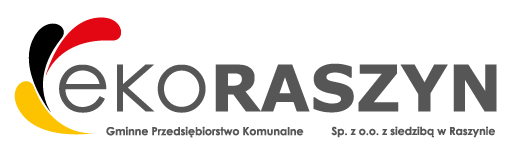 ekoRASZYN
Gminne Przedsiębiorstwo Komunalne Sp. z o.o. z siedzibą w Raszynie